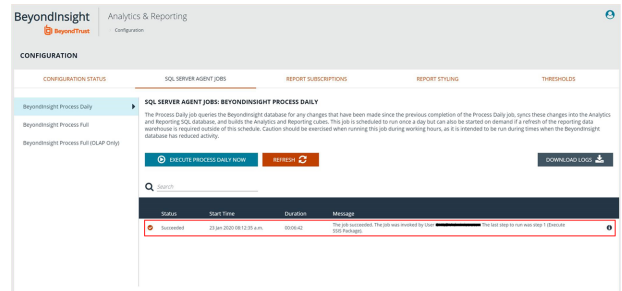 BeyondInsight
BeyondTrust
Analytics & Reporting
Configuration
CONFIGURATION
CONFIGURATION STATUS
SQL SERVER AGENT JOBS
REPORT SUBSCRIPTIONS
REPORT STYLING
THRESHOLDS
BeyondInsight Process Daily
BeyondInsight Process Full
BeyondInsight Process Full (OLAP Only)
SQL SERVER AGENT JOBS: BEYONDINSIGHT PROCESS DAILY
The Process Daily job queries the BeyondInsight database for any changes that have been made since the previous completion of the Process Daily job, syncs these changes into the Analytics
and Reporting SQL database, and builds the Analytics and Reporting cubes. This job is scheduled to run once a day but can also be started on demand if a refresh of the reporting data
warehouse is required outside of this schedule. Caution should be exercised when running this job during working hours, as it is intended to be run during times when the BeyondInsight
database has reduced activity.
EXECUTE PROCESS DAILY NOW
REFRESH
DOWNLOAD LOGS
Search
Status Start Time Duration Message
Succeeded 23 Jan 2020 08:12:35 a.m. 00:06:42 The job succeeded. The Job was invoked by User The last step to run was step 1 (Execute
SSIS Package).